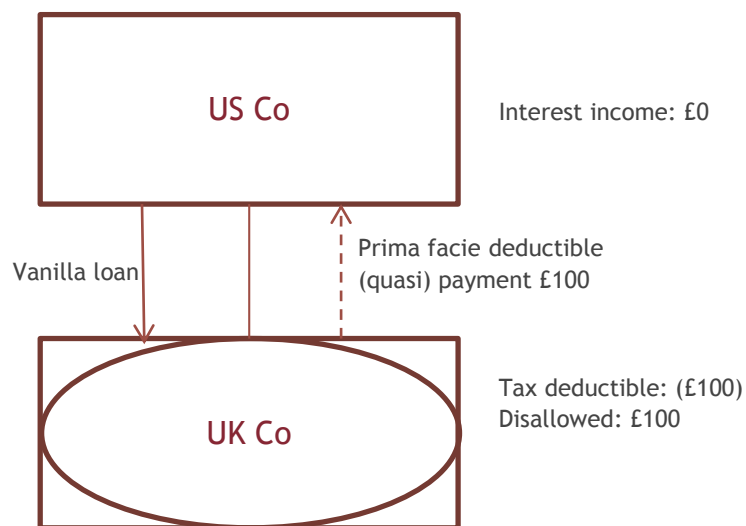 US Co
Interest income: £0
Vanilla loan
Prima facie deductible
(quasi) payment £100
UK Co
Tax deductible: (£100)
Disallowed: £100